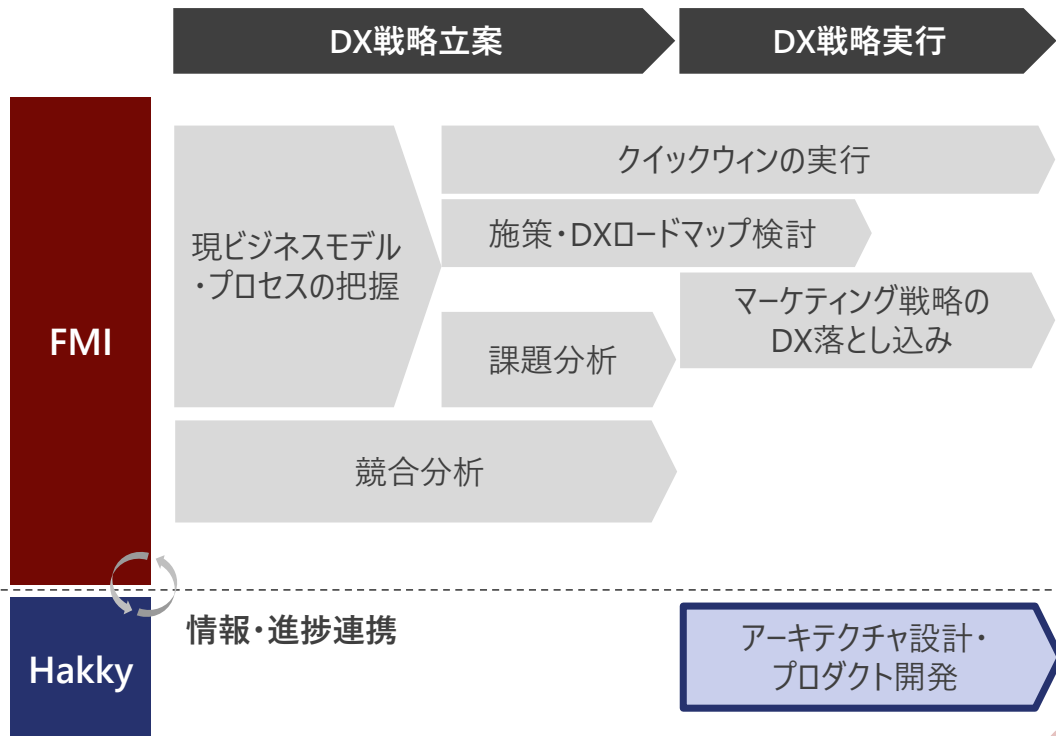 DX戦略立案
DX戦略実行
FMI
現ビジネスモデル
・プロセスの把握
クイックウィンの実行
施策・DXロードマップ検討
マーケティング戦略の
DX落とし込み
課題分析
競合分析
Hakky
情報・進捗連携
アーキテクチャ設計・
プロダクト開発